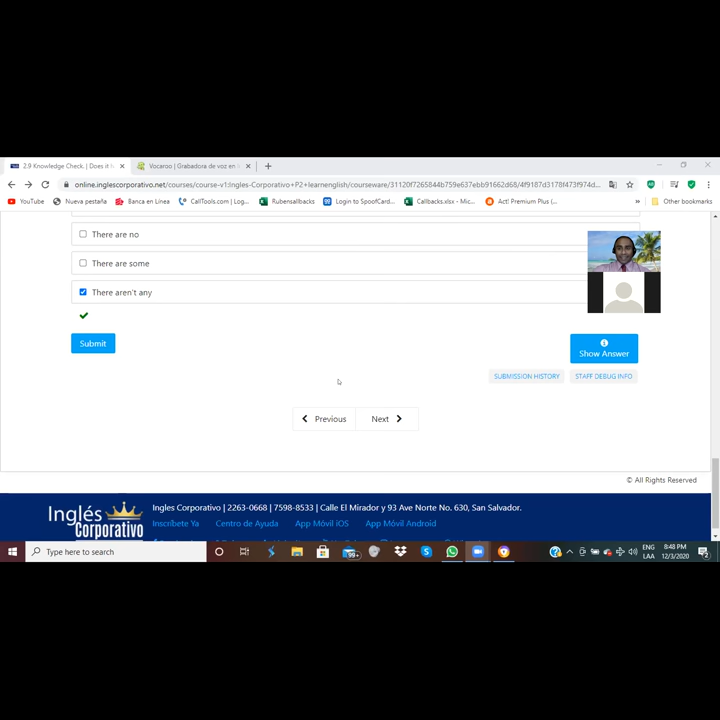 2.9 Knowledge Check. | Does it
Vocaroo | Grabadora de voz en
online.inglescorporativo.net/courses/course-v1:Ingles-Corporativo+P2+learnenglish/courseware/31120f7265844b759e637ebb91662d68/4f9187d3178f473f974d...
YouTube
Nueva pestaña
Banca en Línea
CallTools.com | Log...
Rubensallbacks
Login to SpoofCard...
Callbacks.xlsx - Mic...
Act! Premium Plus (...
»
Other bookmarks
There are no
There are some
There aren't any
Submit
Show Answer
SUBMISSION HISTORY
STAFF DEBUG INFO
Previous
Next
© All Rights Reserved
Inglés Corporativo
Ingles Corporativo | 2263-0668 | 7598-8533 | Calle El Mirador y 93 Ave Norte No. 630, San Salvador.
Inscríbete Ya
Centro de Ayuda
App Móvil iOS
App Móvil Android
Type here to search
99+
ENG
LAA
8:48 PM
12/3/2020
2